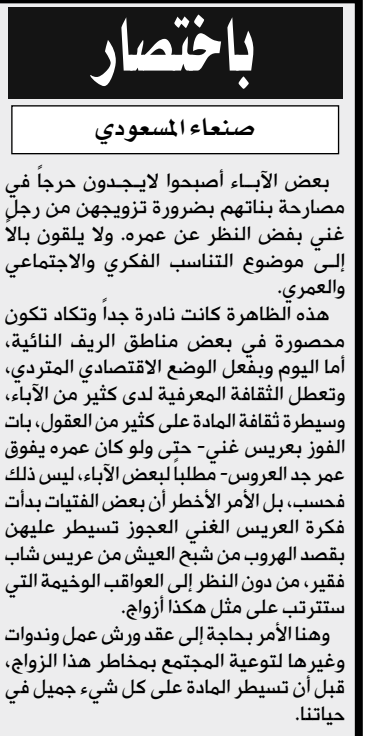 باختصار
صنعاء المسعودي
بعض الآبــاء أصبحوا لايـجـدون حرجاً في
مصارحة بناتهم بضرورة تزويجهن من رجل
غني بفض النظر عن عمره. ولا يلقون بالاً
إلــى موضوع التناسب الفكري والاجتماعي
والعمري.
هذه الظاهرة كانت نادرة جداً وتكاد تكون
محصورة في بعض مناطق الريف النائية،
أما اليوم وبفعل الوضع الاقتصادي المتردي،
وتعطل الثقافة المعرفية لدى كثير من الآباء،
وسيطرة ثقافة المادة على كثير من العقول، بات
الفوز بعريس غني- حتى ولو كان عمره يفوق
عمر جد العروس- مطلباً لبعض الآباء، ليس ذلك
فحسب، بل الأمر الأخطر أن بعض الفتيات بدأت
فكرة العريس الغني العجوز تسيطر عليهن
بقصد الهروب من شبح العيش من عريس شاب
فقير، من دون النظر إلى العواقب الوخيمة التي
ستترتب على مثل هكذا أزواج.
وهنا الأمر بحاجة إلى عقد ورش عمل وندوات
وغيرها لتوعية المجتمع بمخاطر هذا الزواج،
قبل أن تسيطر المادة على كل شيء جميل في
حياتنا.